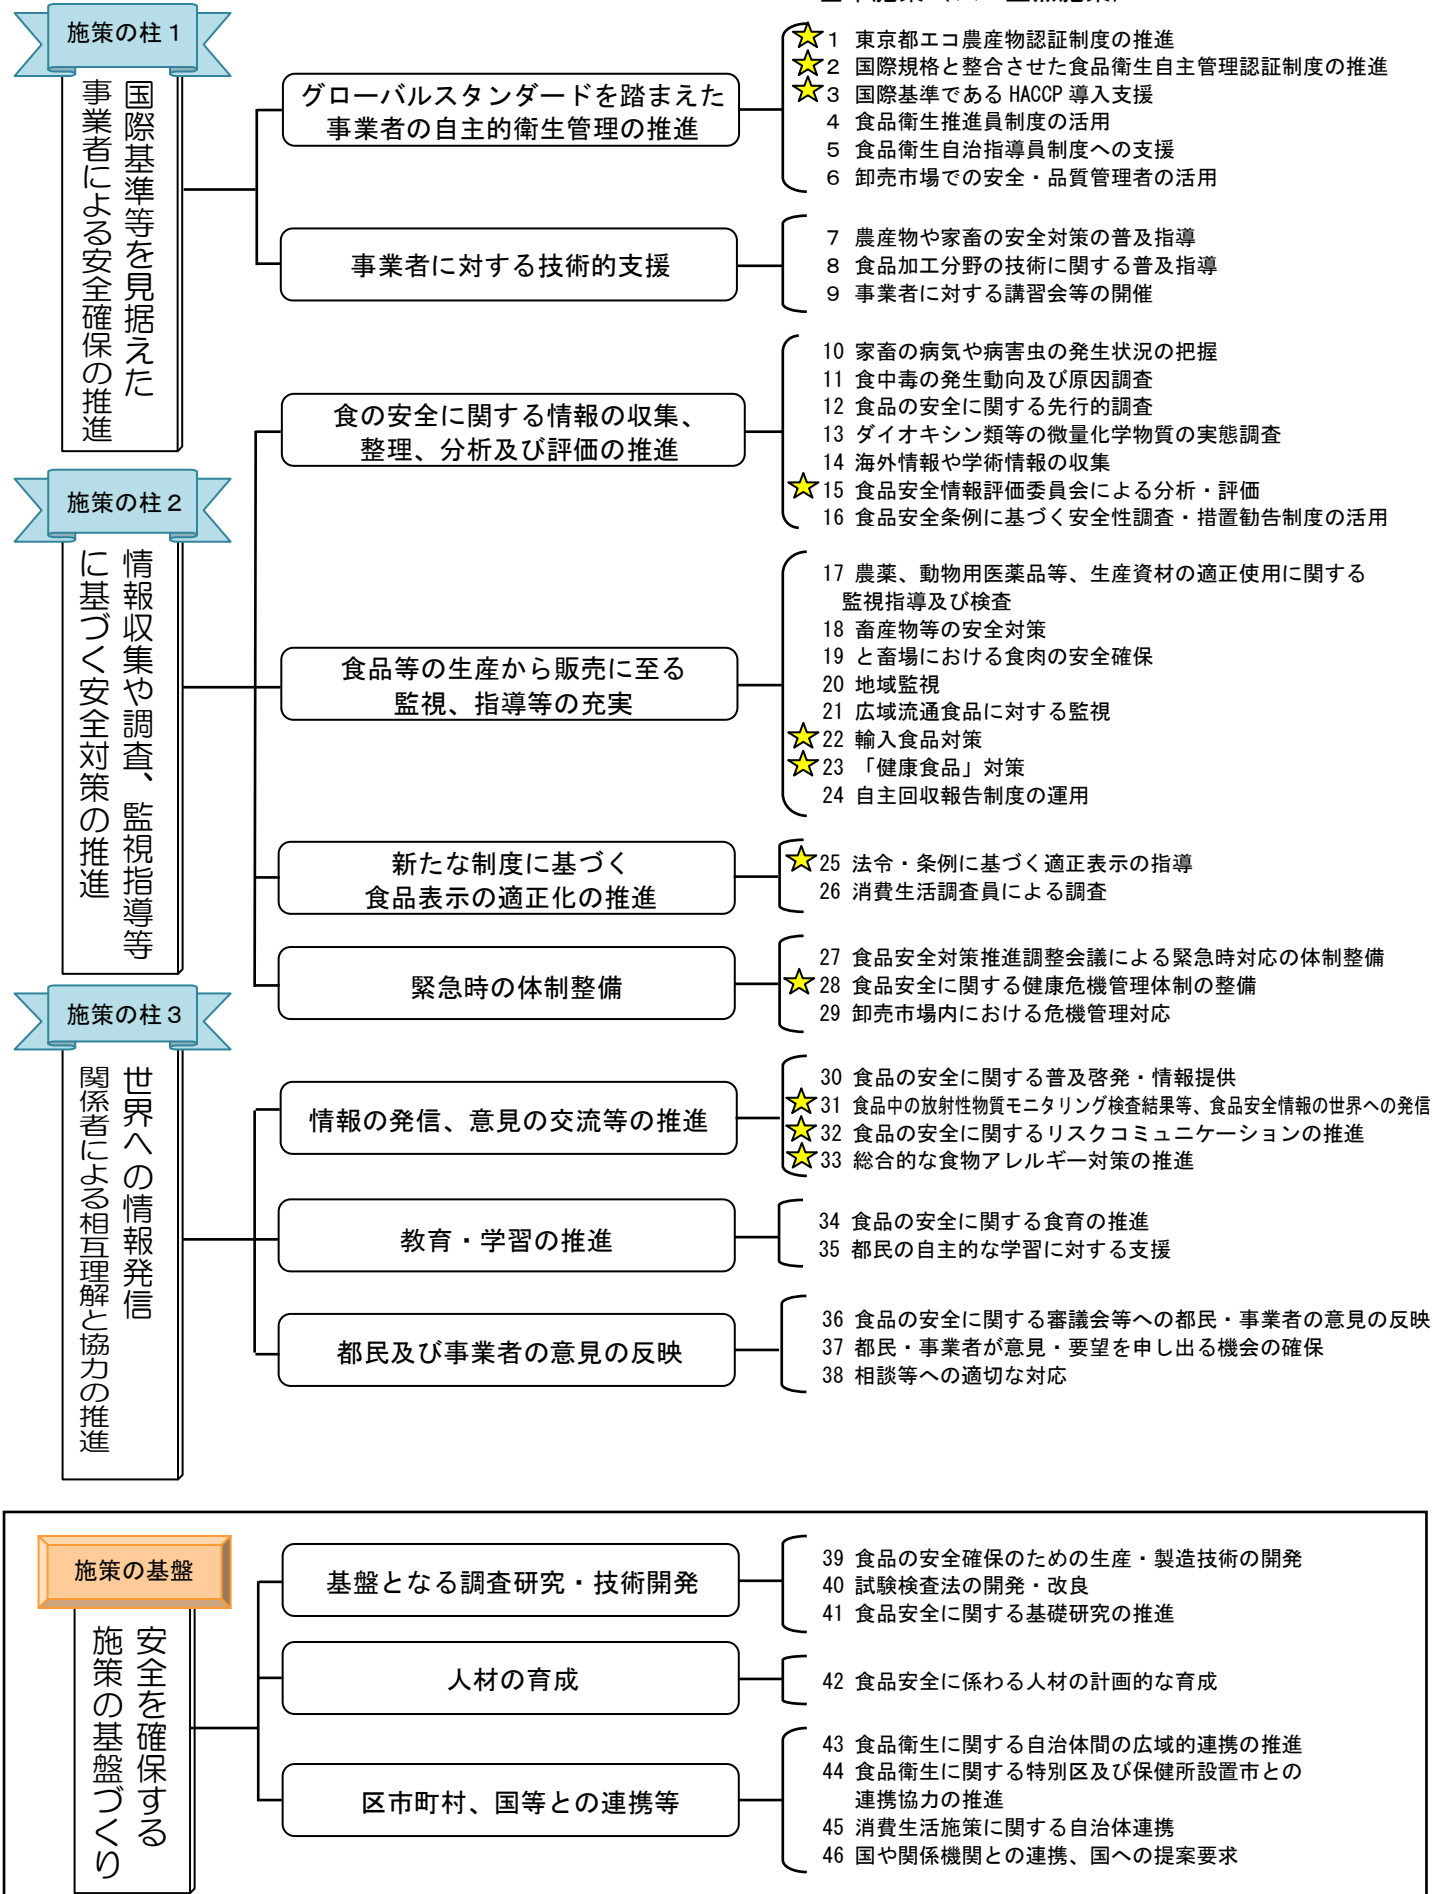 施策の柱１
国際基準等を見据えた
事業者による安全確保の推進
グローバルスタンダードを踏まえた
事業者の自主的衛生管理の推進
1 東京都エコ農産物認証制度の推進
2 国際規格と整合させた食品衛生自主管理認証制度の推進
3 国際基準である HACCP 導入支援
4 食品衛生推進員制度の活用
5 食品衛生自治指導員制度への支援
6 卸売市場での安全・品質管理者の活用
事業者に対する技術的支援
7 農産物や家畜の安全対策の普及指導
8 食品加工分野の技術に関する普及指導
9 事業者に対する講習会等の開催
施策の柱２
情報収集や調査、監視指導等
に基づく安全対策の推進
食の安全に関する情報の収集、
整理、分析及び評価の推進
10 家畜の病気や病害虫の発生状況の把握
11 食中毒の発生動向及び原因調査
12 食品の安全に関する先行的調査
13 ダイオキシン類等の微量化学物質の実態調査
14 海外情報や学術情報の収集
15 食品安全情報評価委員会による分析・評価
16 食品安全条例に基づく安全性調査・措置勧告制度の活用
食品等の生産から販売に至る
監視、指導等の充実
17 農薬、動物用医薬品等、生産資材の適正使用に関する
監視指導及び検査
18 畜産物等の安全対策
19 と畜場における食肉の安全確保
20 地域監視
21 広域流通食品に対する監視
22 輸入食品対策
23 「健康食品」対策
24 自主回収報告制度の運用
新たな制度に基づく
食品表示の適正化の推進
25 法令・条例に基づく適正表示の指導
26 消費生活調査員による調査
緊急時の体制整備
27 食品安全対策推進調整会議による緊急時対応の体制整備
28 食品安全に関する健康危機管理体制の整備
29 卸売市場内における危機管理対応
施策の柱３
世界への情報発信
関係者による相互理解と協力の推進
情報の発信、意見の交流等の推進
30 食品の安全に関する普及啓発・情報提供
31 食品中の放射性物質モニタリング検査結果等、食品安全情報の世界への発信
32 食品の安全に関するリスクコミュニケーションの推進
33 総合的な食物アレルギー対策の推進
教育・学習の推進
34 食品の安全に関する食育の推進
35 都民の自主的な学習に対する支援
都民及び事業者の意見の反映
36 食品の安全に関する審議会等への都民・事業者の意見の反映
37 都民・事業者が意見・要望を申し出る機会の確保
38 相談等への適切な対応
施策の基盤
安全を確保する
施策の基盤づくり
基盤となる調査研究・技術開発
39 食品の安全確保のための生産・製造技術の開発
40 試験検査法の開発・改良
41 食品安全に関する基礎研究の推進
人材の育成
42 食品安全に係わる人材の計画的な育成
区市町村、国等との連携等
43 食品衛生に関する自治体間の広域的連携の推進
44 食品衛生に関する特別区及び保健所設置市との
連携協力の推進
45 消費生活施策に関する自治体連携
46 国や関係機関との連携、国への提案要求